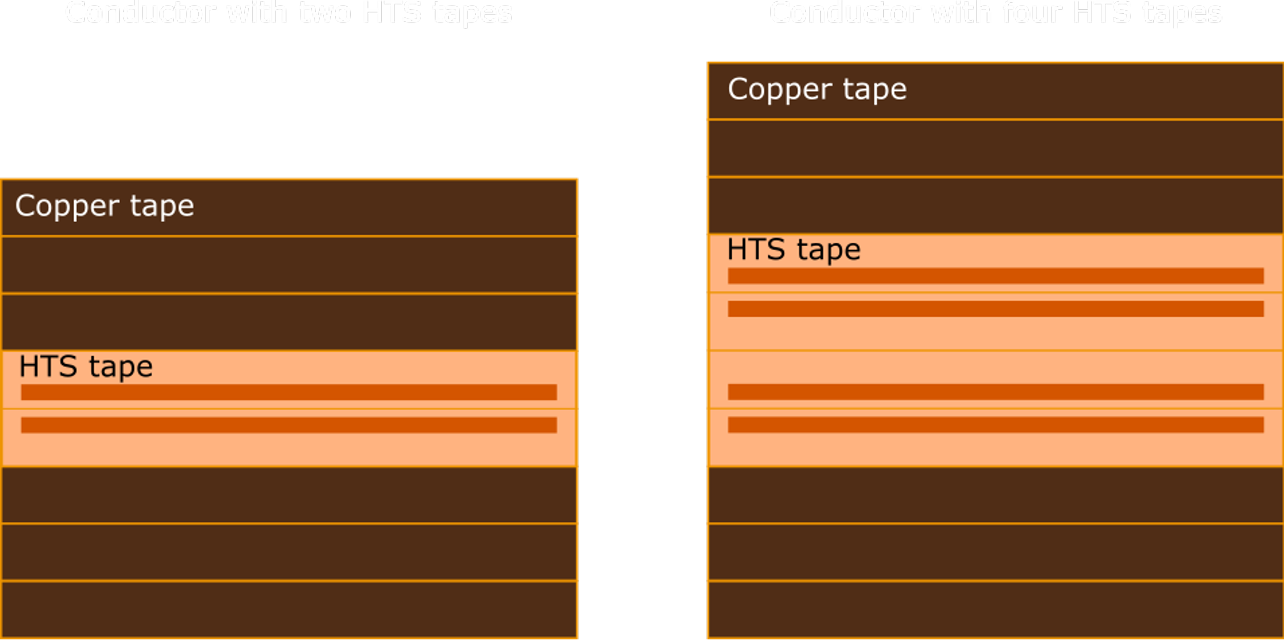 Conductor with two HTS tapes
Conductor with four HTS tapes
Copper tape
HTS tape
Copper tape
HTS tape